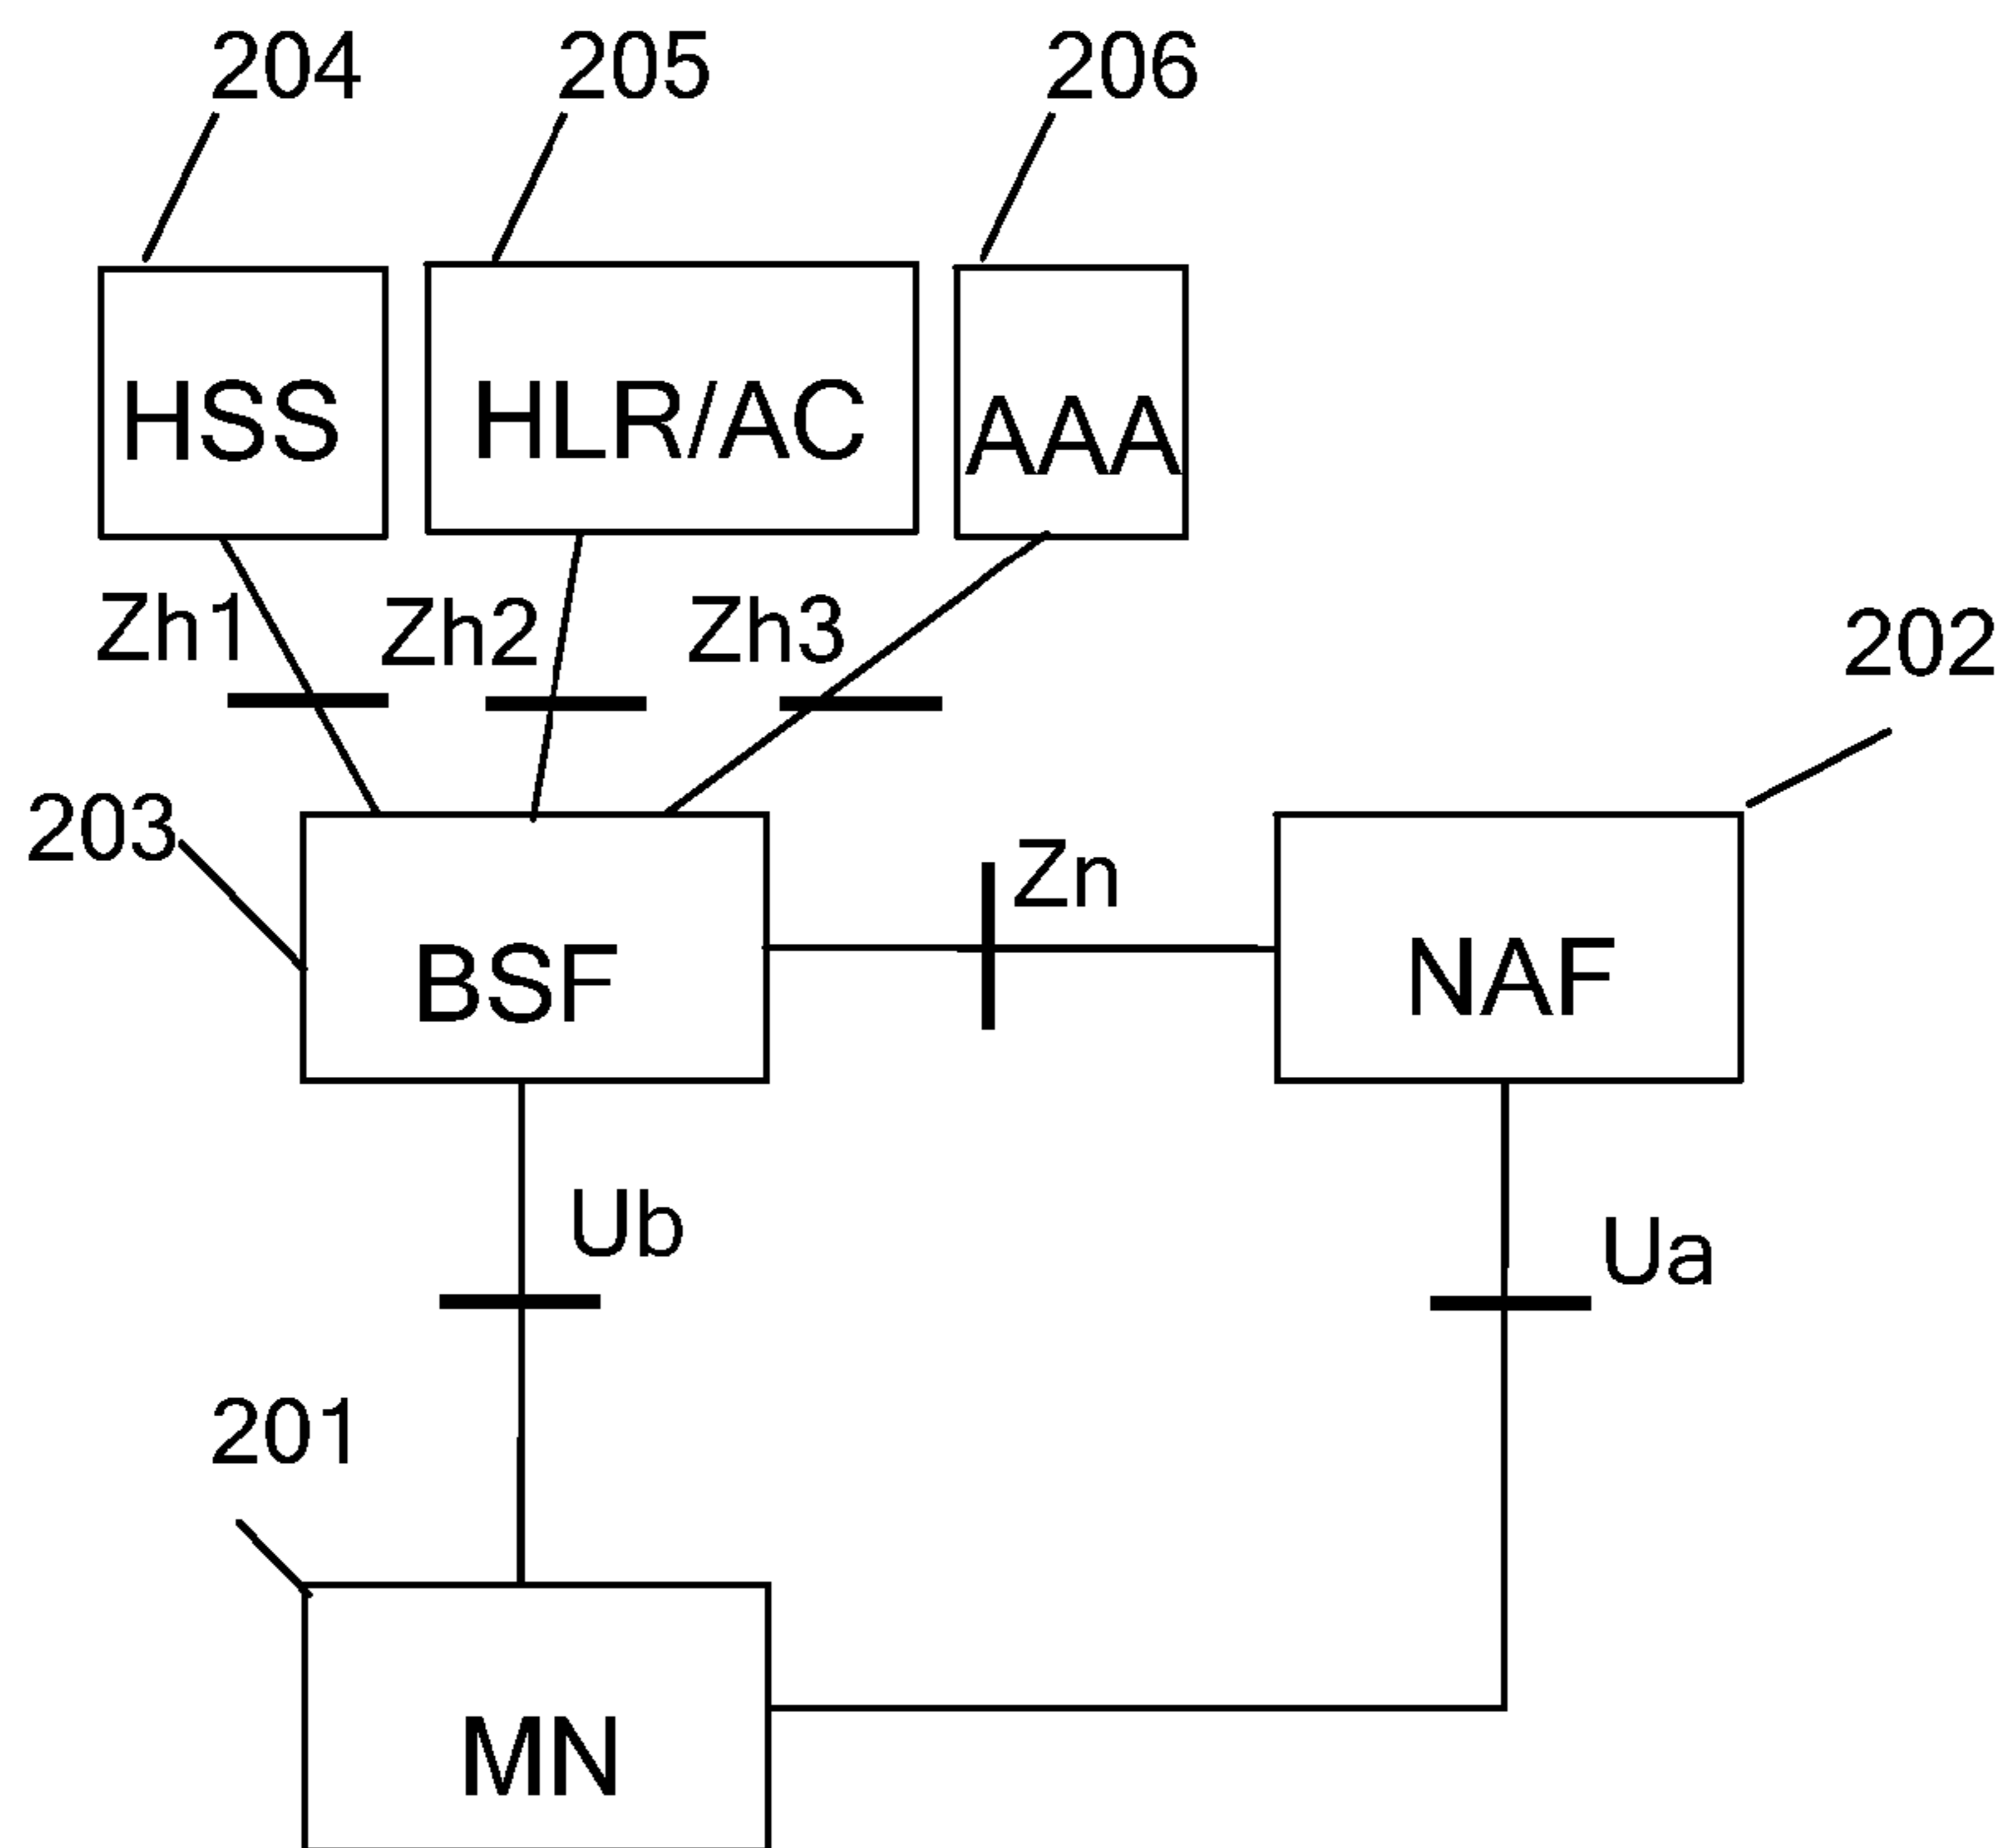 204
205
206
HSS
HLR/AC
AAA
Zh1
Zh2
Zh3
202
203
Zn
BSF
NAF
Ub
Ua
201
MN